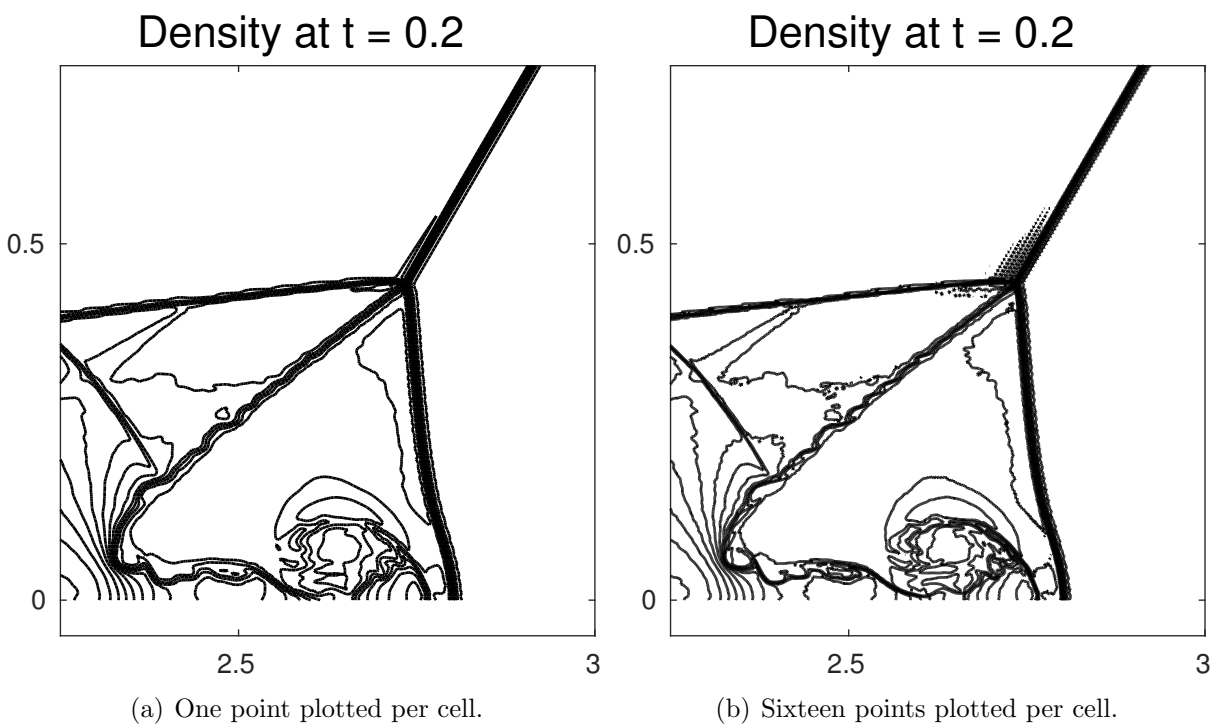 Density at t = 0.2
Density at t = 0.2
0.5
0
2.5
3
0.5
0
2.5
3
(a) One point plotted per cell.
(b) Sixteen points plotted per cell.